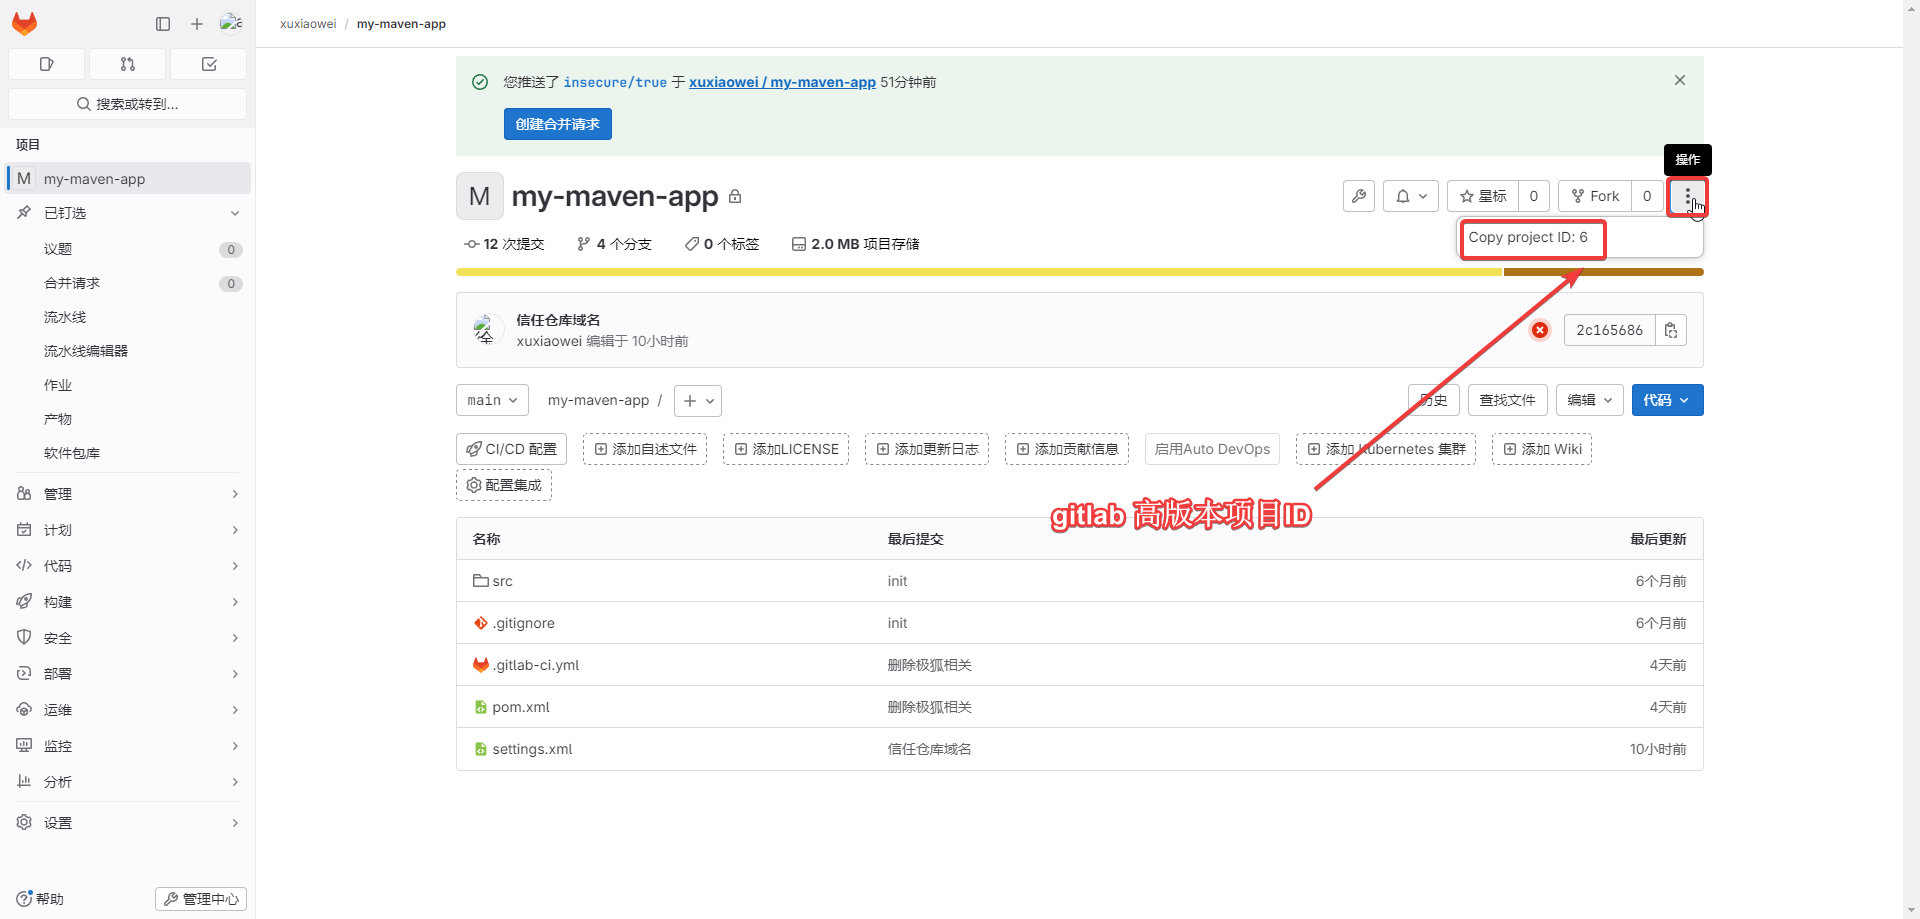 xuxiaowei / my-maven-app
搜索或转到...
项目
M my-maven-app
已钉选
议题 0
合并请求 0
流水线
流水线编辑器
作业
产物
软件包库
管理
计划
代码
构建
安全
部署
运维
监控
分析
设置
帮助
管理中心
您推送了 insecure/true 于 xuxiaowei / my-maven-app 51分钟前
创建合并请求
操作
M my-maven-app
星标 0 Fork 0
Copy project ID: 6
12 次提交 4 个分支 0 个标签 2.0 MB 项目存储
信任仓库域名
xuxiaowei 编辑于 10小时前
2c165686
main my-maven-app / 历史 查找文件 编辑 代码
CI/CD 配置 添加自述文件 添加LICENSE 添加更新日志 添加贡献信息 启用Auto DevOps 添加 Kubernetes 集群 添加 Wiki
配置集成
gitlab 高版本项目ID
名称 最后提交 最后更新
src init 6个月前
.gitignore init 6个月前
.gitlab-ci.yml 删除极狐相关 4天前
pom.xml 删除极狐相关 4天前
settings.xml 信任仓库域名 10小时前